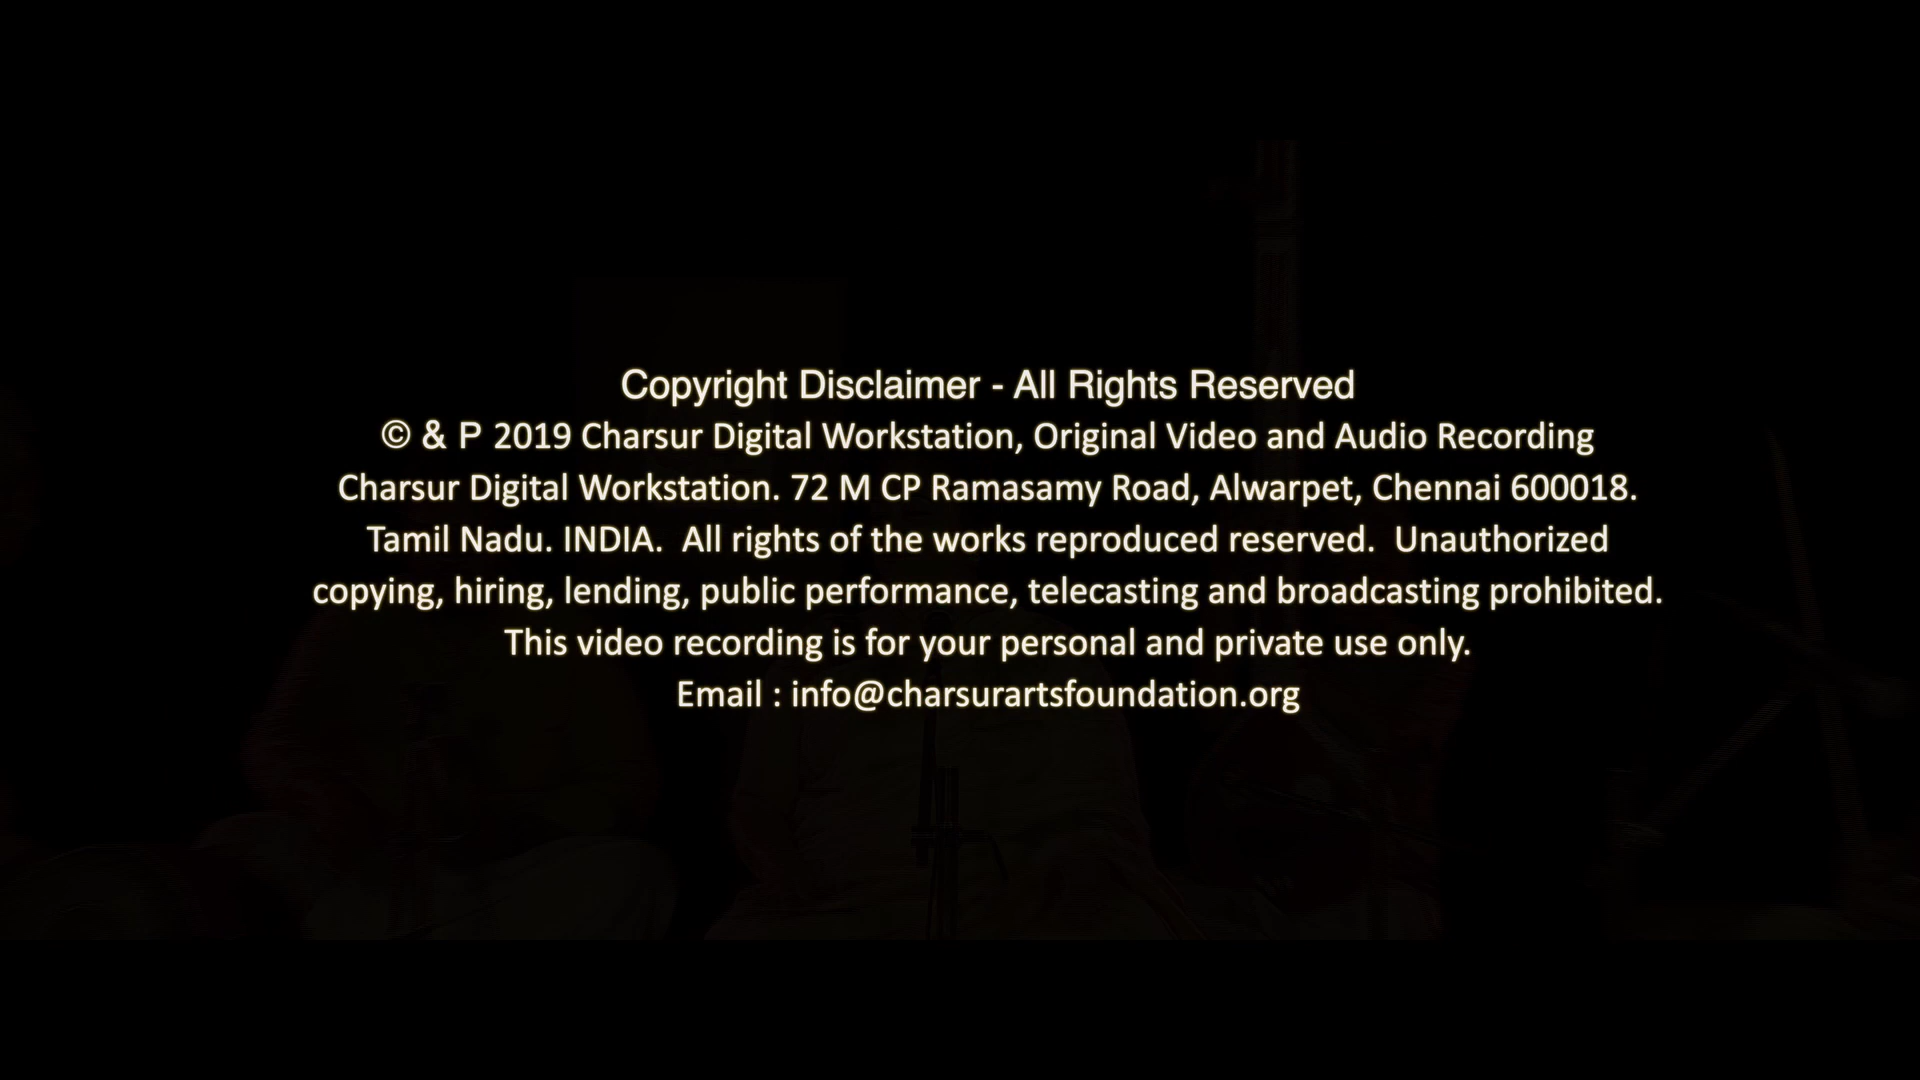 Copyright Disclaimer - All Rights Reserved
© & P 2019 Charsur Digital Workstation, Original Video and Audio Recording
Charsur Digital Workstation. 72 M CP Ramasamy Road, Alwarpet, Chennai 600018.
Tamil Nadu. INDIA.  All rights of the works reproduced reserved.  Unauthorized
copying, hiring, lending, public performance, telecasting and broadcasting prohibited.
This video recording is for your personal and private use only.
Email : info@charsurartsfoundation.org